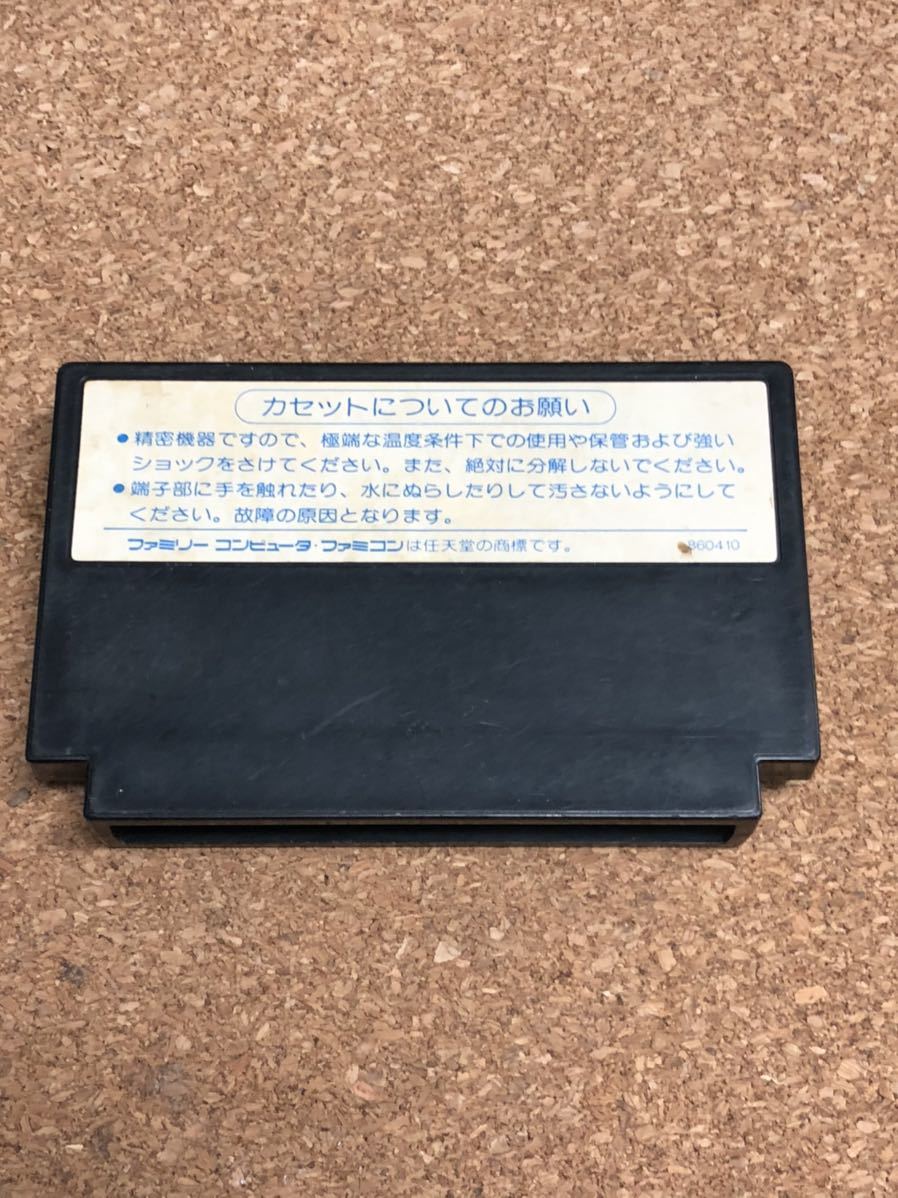 カセットについてのお願い
●精密機器ですので、極端な温度条件下での使用や保管および強い
ショックをさけてください。また、絶対に分解しないでください。
●端子部に手を触れたり、水にぬらしたりして汚さないようにして
ください。故障の原因となります。
ファミリー コンピュータ・ファミコンは任天堂の商標です。 860410